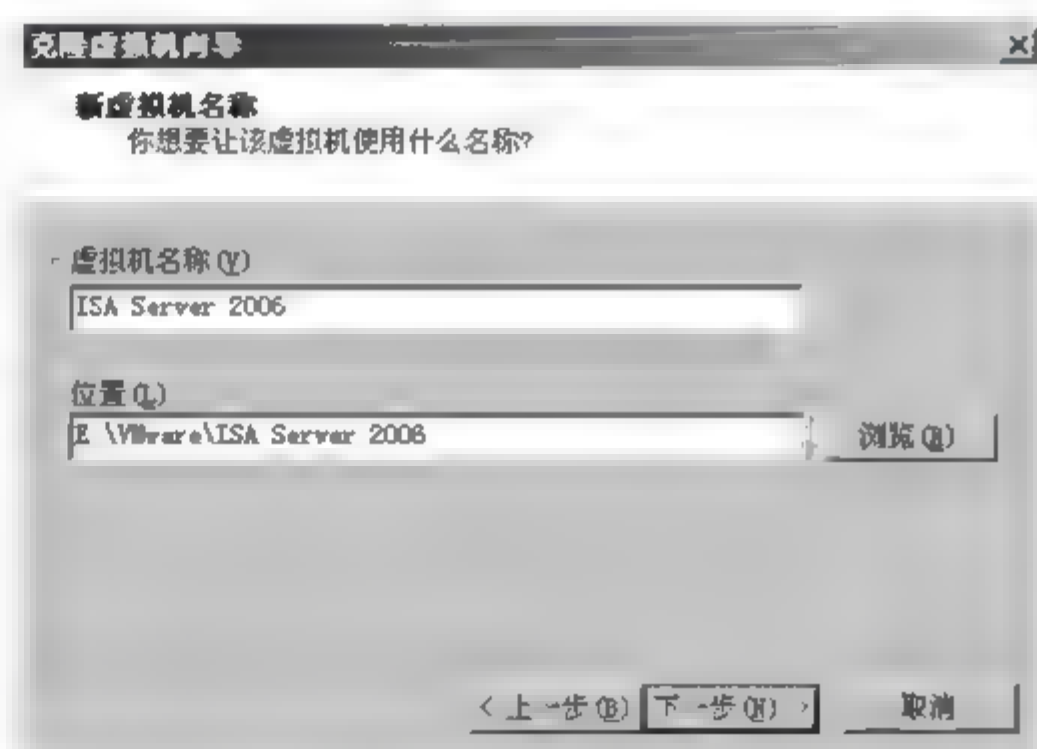 克隆虚拟机向导
新虚拟机名称
你想要让该虚拟机使用什么名称?
虚拟机名称(V)
ISA Server 2006
位置(L)
E \VMware\ISA Server 2006
浏览(R)
< 上一步(B) 下一步(N) > 取消